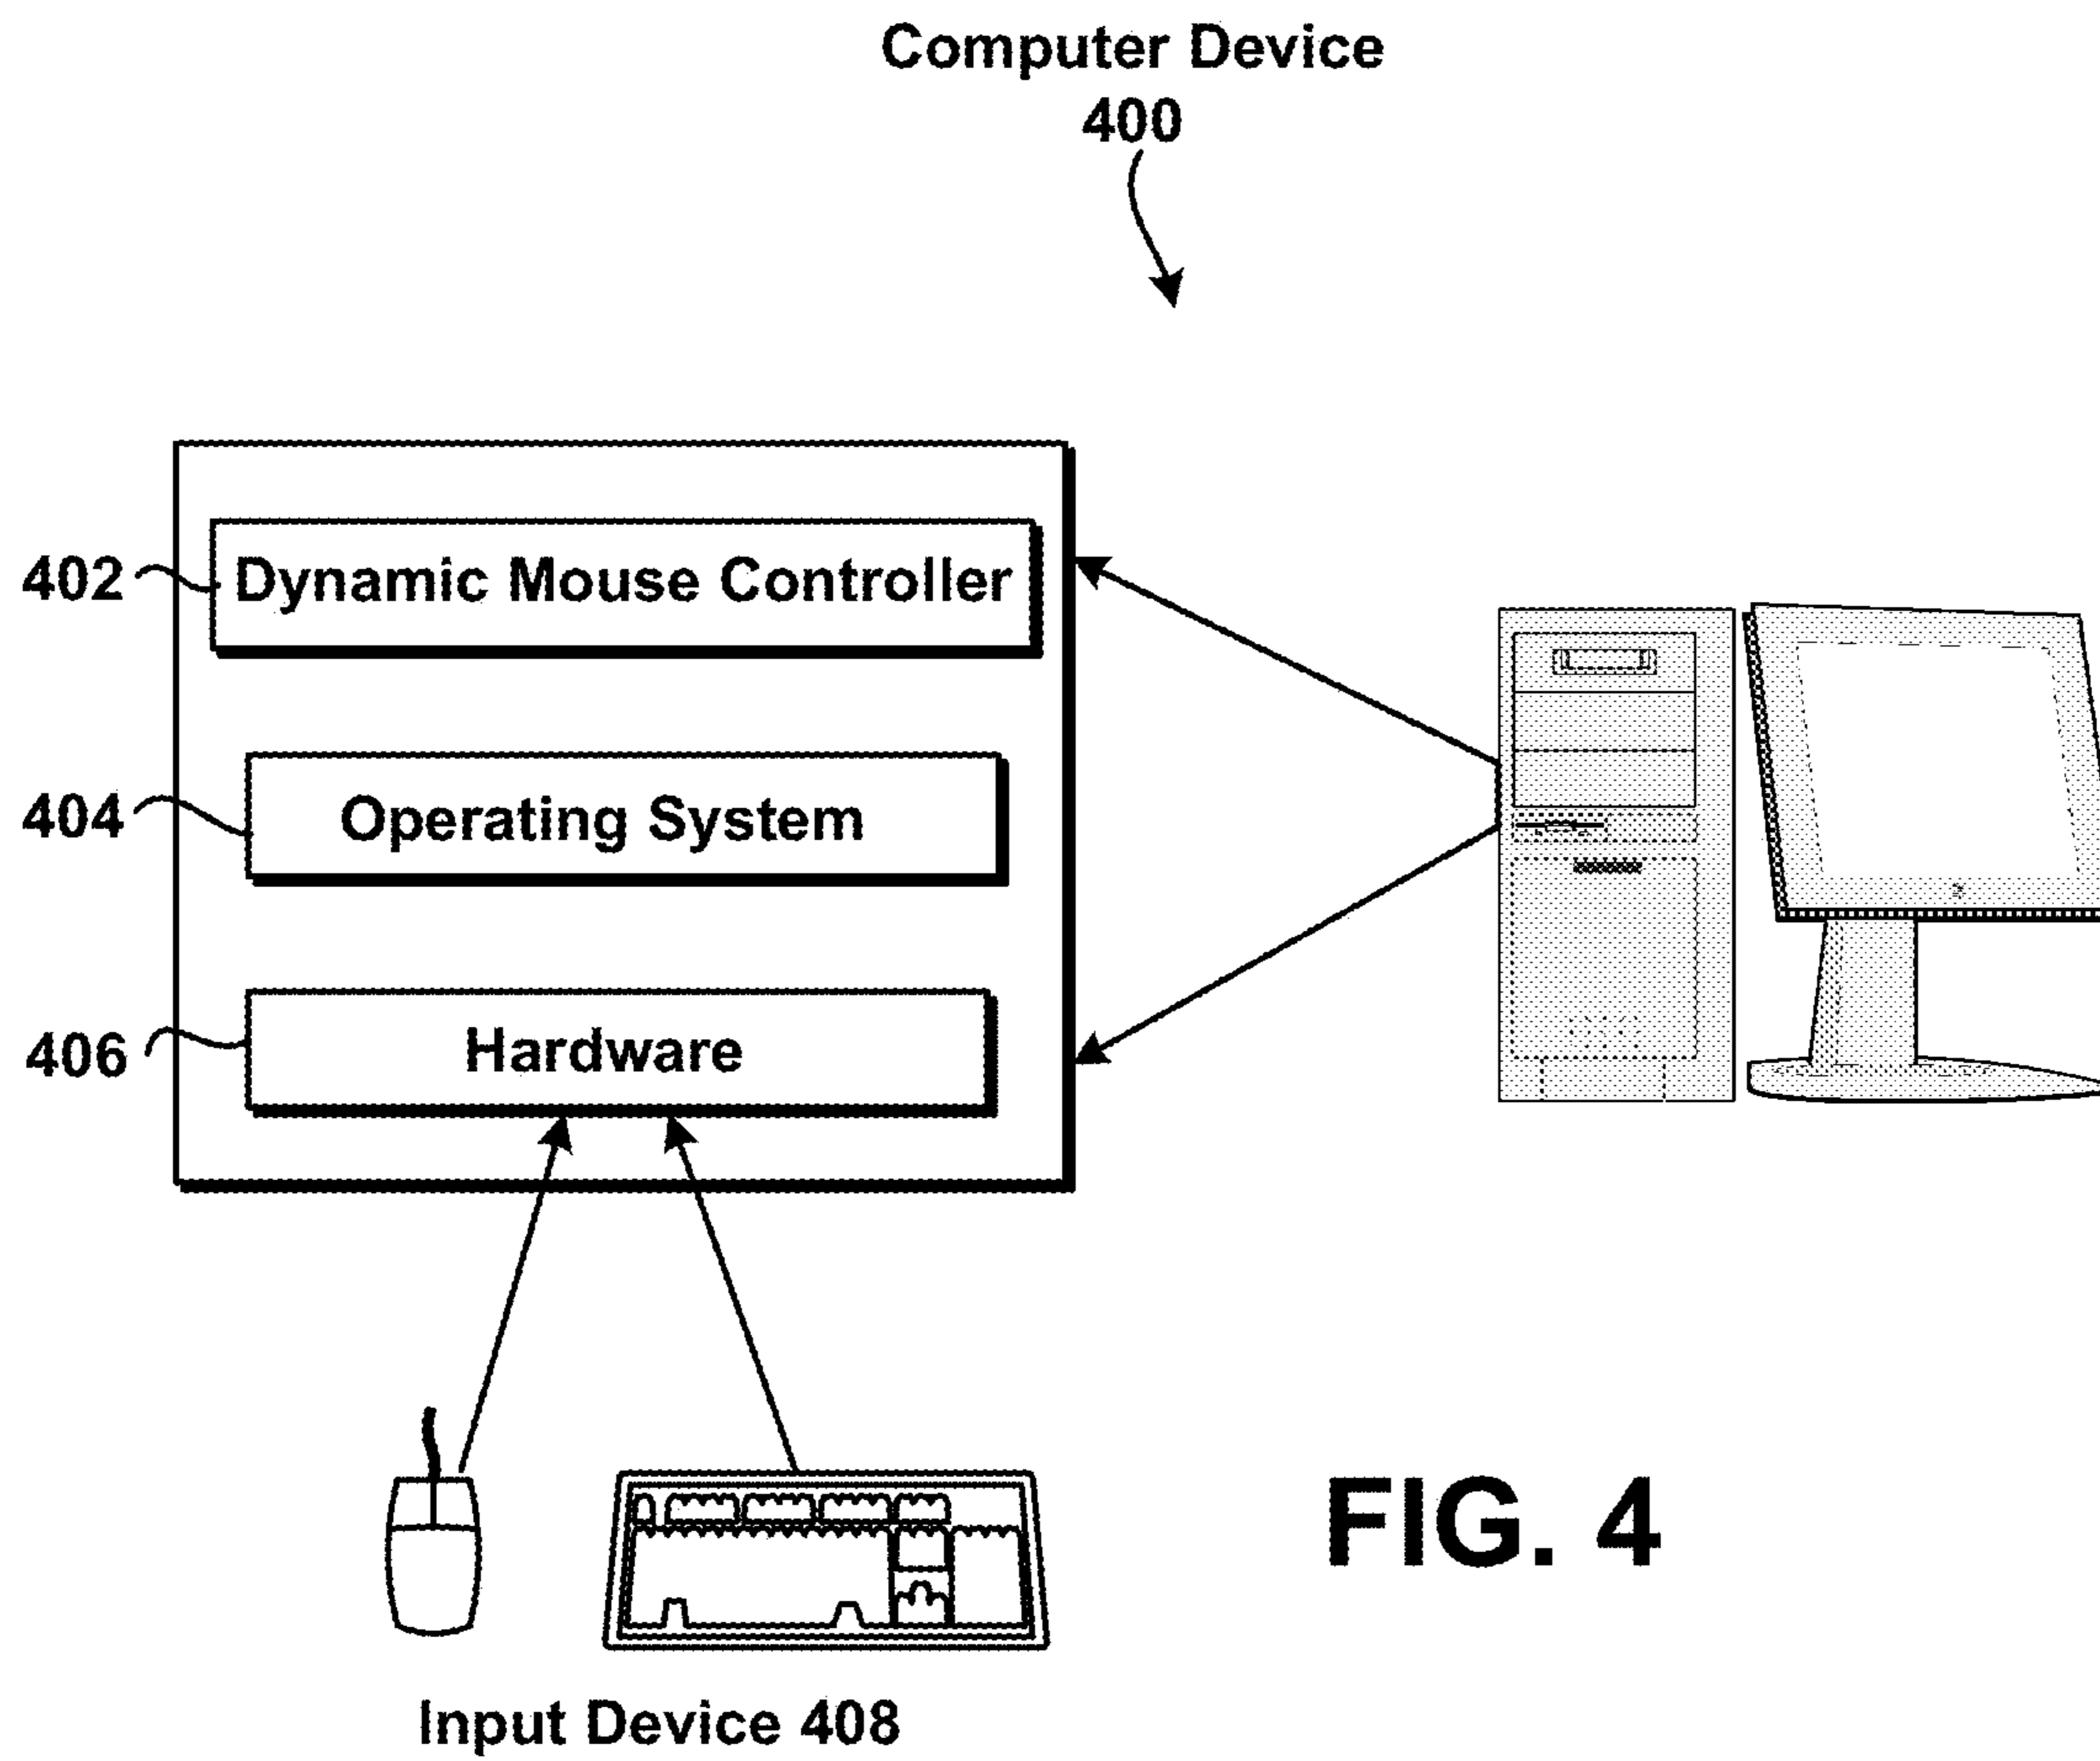 Computer Device
400
402
Dynamic Mouse Controller
404
Operating System
406
Hardware
Input Device 408
FIG. 4